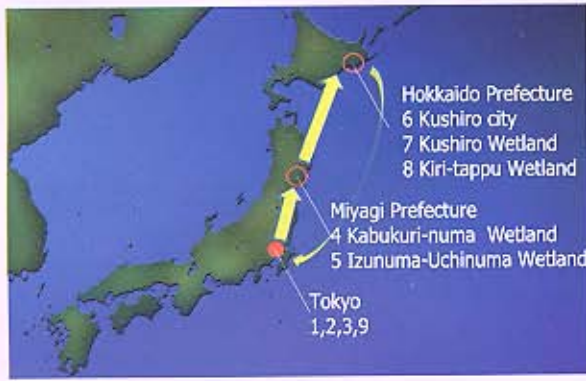 Hokkaido Prefecture
6 Kushiro city
7 Kushiro Wetland
8 Kiri-tappu Wetland
Miyagi Prefecture
4 Kabukuri-numa Wetland
5 Izunuma-Uchinuma Wetland
Tokyo
1,2,3,9